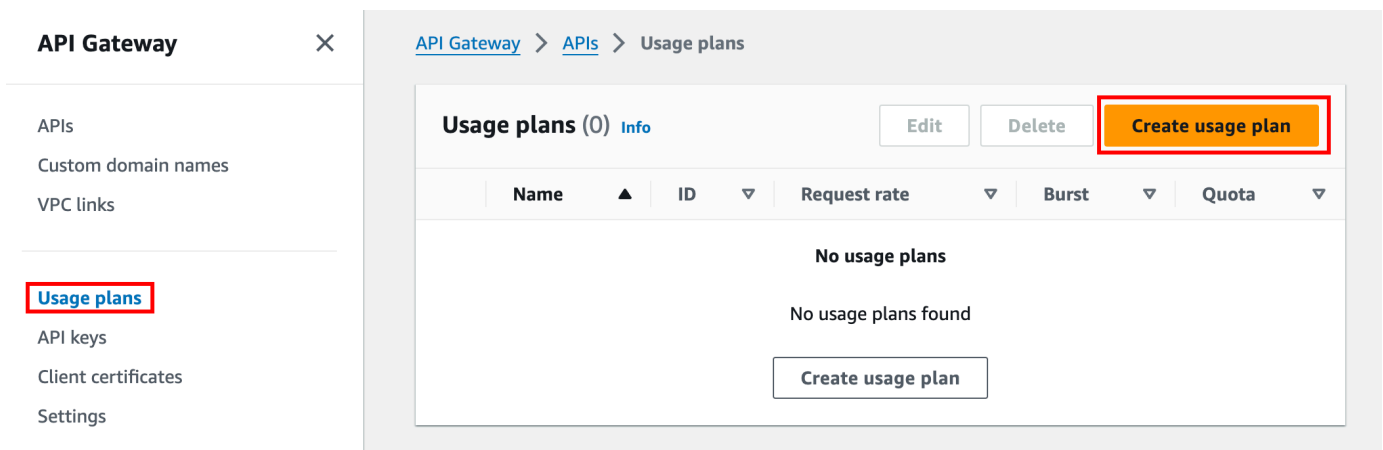 API Gateway
APIs
Custom domain names
VPC links
Usage plans
API keys
Client certificates
Settings
API Gateway > APIs > Usage plans
Usage plans (0) Info
Edit
Delete
Create usage plan
Name ID Request rate Burst Quota
No usage plans
No usage plans found
Create usage plan